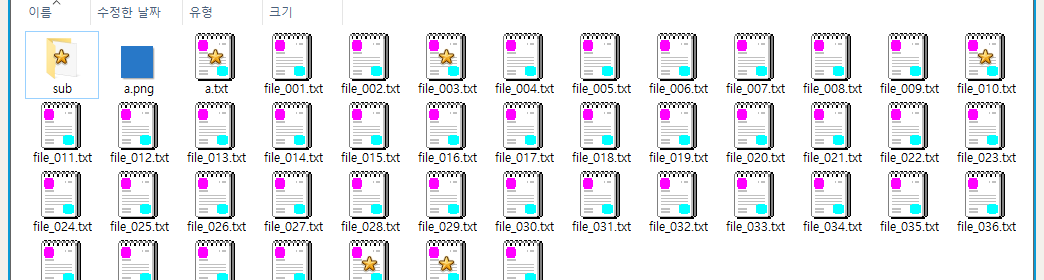 이름 수정한 날짜 유형 크기
sub a.png a.txt file_001.txt file_002.txt file_003.txt file_004.txt file_005.txt file_006.txt file_007.txt file_008.txt file_009.txt file_010.txt
file_011.txt file_012.txt file_013.txt file_014.txt file_015.txt file_016.txt file_017.txt file_018.txt file_019.txt file_020.txt file_021.txt file_022.txt file_023.txt
file_024.txt file_025.txt file_026.txt file_027.txt file_028.txt file_029.txt file_030.txt file_031.txt file_032.txt file_033.txt file_034.txt file_035.txt file_036.txt